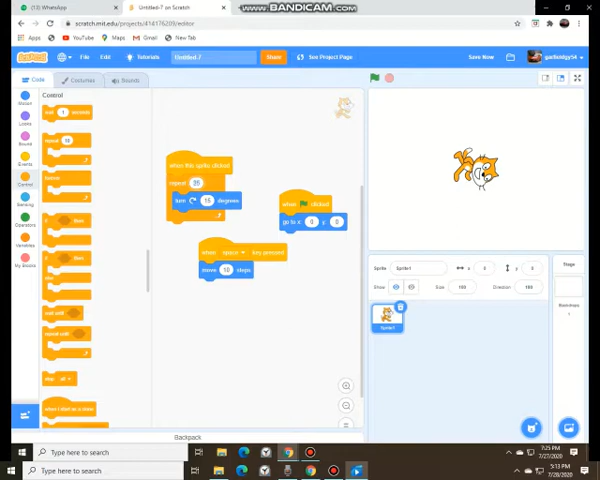 www.BANDICAM.com
(13) WhatsApp
Untitled-7 on Scratch
scratch.mit.edu/projects/414176209/editor
YouTube
Maps
Gmail
New Tab
File
Edit
Tutorials
Untitled-7
Share
See Project Page
Save Now
Code
Costumes
Sounds
Motion
Looks
Sound
Events
Control
Sensing
Operators
Variables
My Blocks
Control
wait 1 seconds
repeat 10
forever
if then
if then
else
wait until
repeat until
stop all
when I start as a clone
when this sprite clicked
repeat 25
turn 15 degrees
when clicked
go to x: 0 y: 0
when space key pressed
move 10 steps
Sprite
Sprite1
x
y
Show
Size
100
Direction
Stage
Backdrops
1
Sprite1
Backpack
Type here to search
7:25 PM
7/27/2020
Type here to search
5:13 PM
7/28/2020